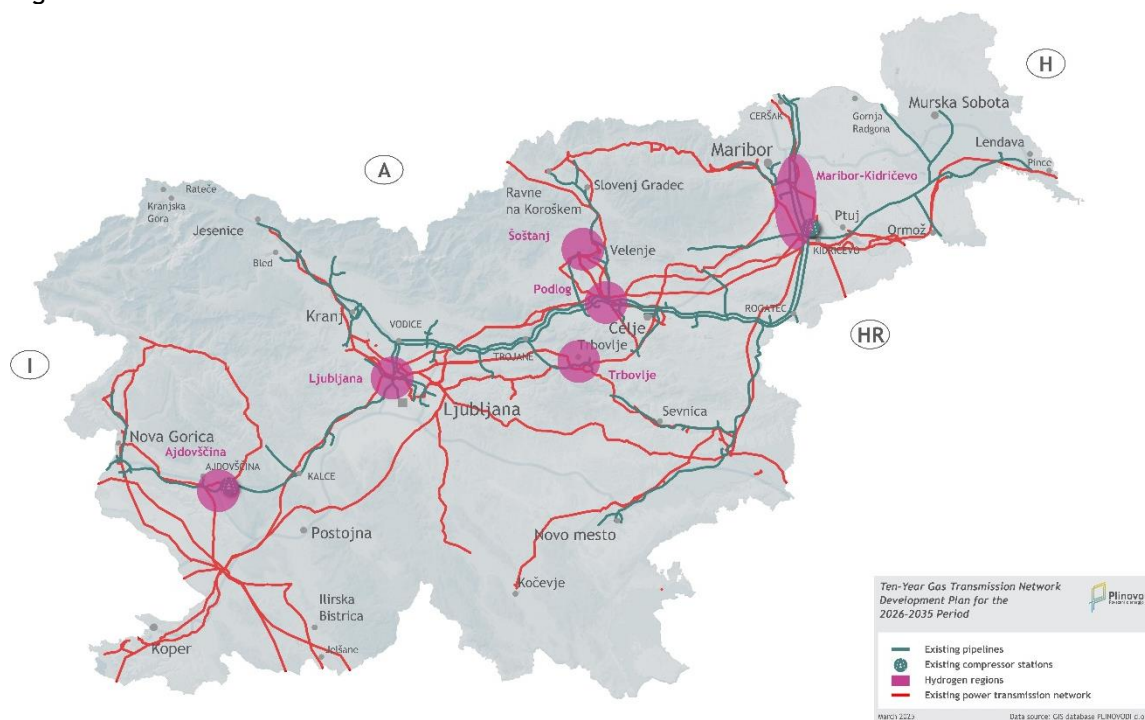 H
A
I
HR
CERŠAK
Gornja
Radgona
Murska Sobota
Lendava
Pince
Maribor
Maribor-Kidričevo
Ptuj
Ormož
KIDRIČEVO
Slovenj Gradec
Ravne
na Koroškem
Šoštanj
Velenje
Podlog
Celje
ROGATEC
Rateče
Kranjska
Gora
Jesenice
Bled
Kranj
VODICE
TROJANE
Trbovlje
Trbovlje
Ljubljana
Ljubljana
Sevnica
Nova Gorica
Ajdovščina
AJDOVŠČINA
KALCE
Postojna
Novo mesto
Kočevje
Ilirska
Bistrica
Jelšane
Koper
Ten-Year Gas Transmission Network
Development Plan for the
2026-2035 Period
Existing pipelines
Existing compressor stations
Hydrogen regions
Existing power transmission network
March 2025
Data source: GIS database PLINOVODI d.o.o.